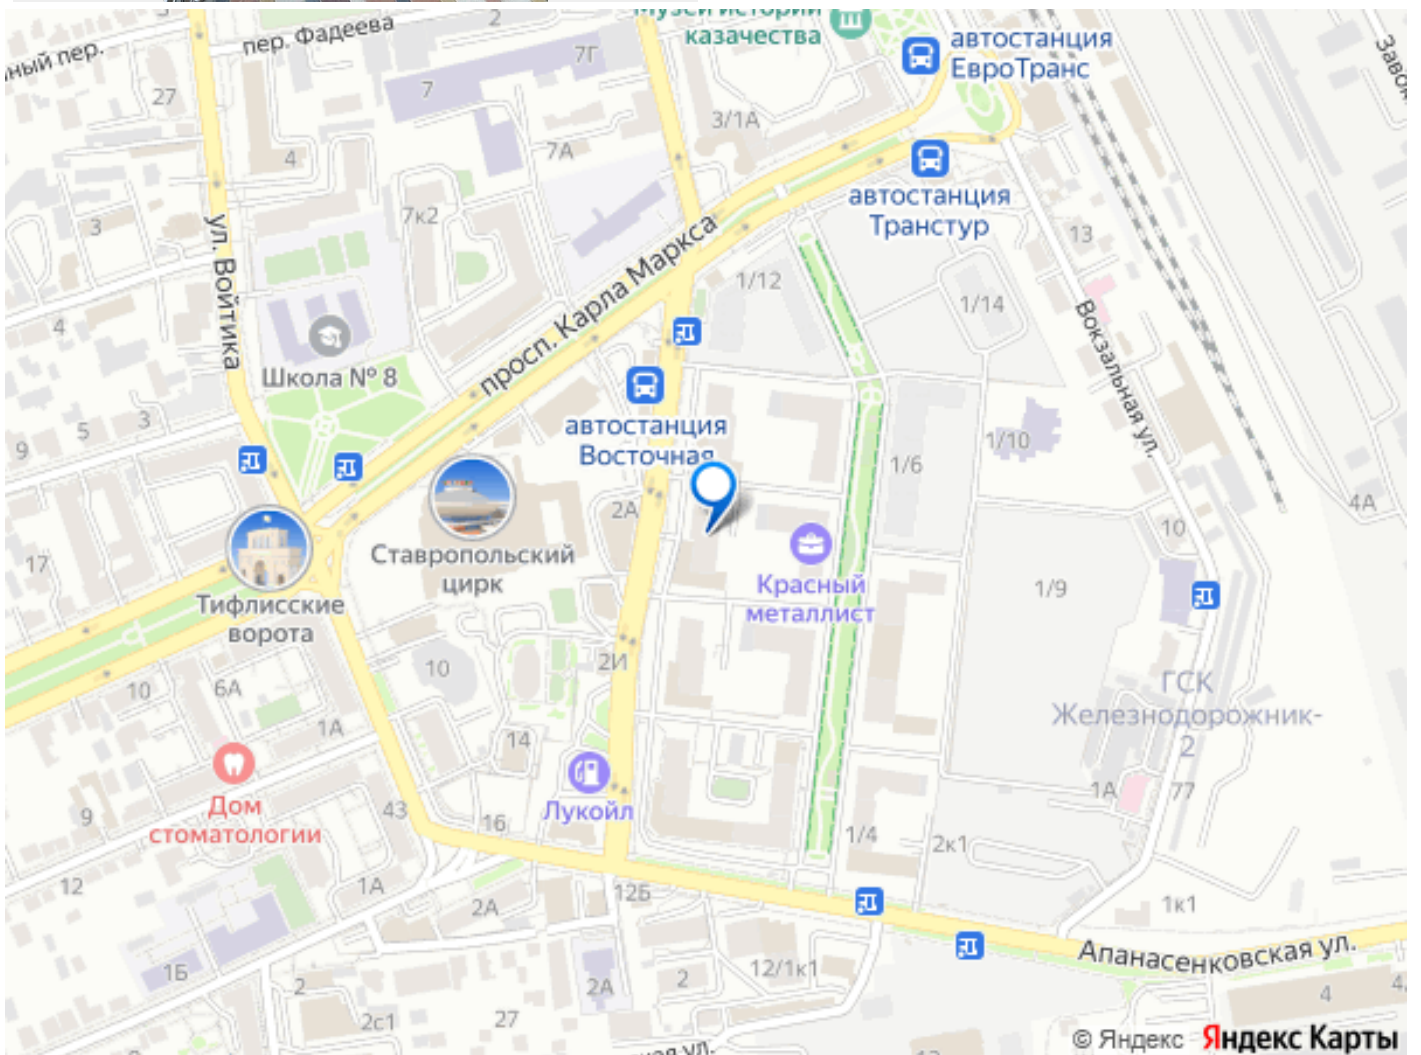 Музей истории
казачества
автостанция
ЕвроТранс
пер. Фадеева
2
7Г
27
7
3/1А
4
7А
автостанция
Транстур
7к2
3
13
ул. Войтика
просп. Карла Маркса
1/12
1/14
4
Вокзальная ул.
Школа № 8
автостанция
Восточная
3
5
9
1/10
1/6
2А
4А
10
17
Ставропольский
цирк
Красный
металлист
1/9
Тифлисские
ворота
10
2И
ГСК
Железнодорожник-
2
10
6А
1А
14
Дом
стоматологии
Лукойл
1А
77
9
43
16
1/4
2к1
12
1А
2А
12Б
1к1
Апанасенковская ул.
1Б
2
2А
2
12/1к1
4
2с1
27
ул.
© Яндекс Яндекс Карты